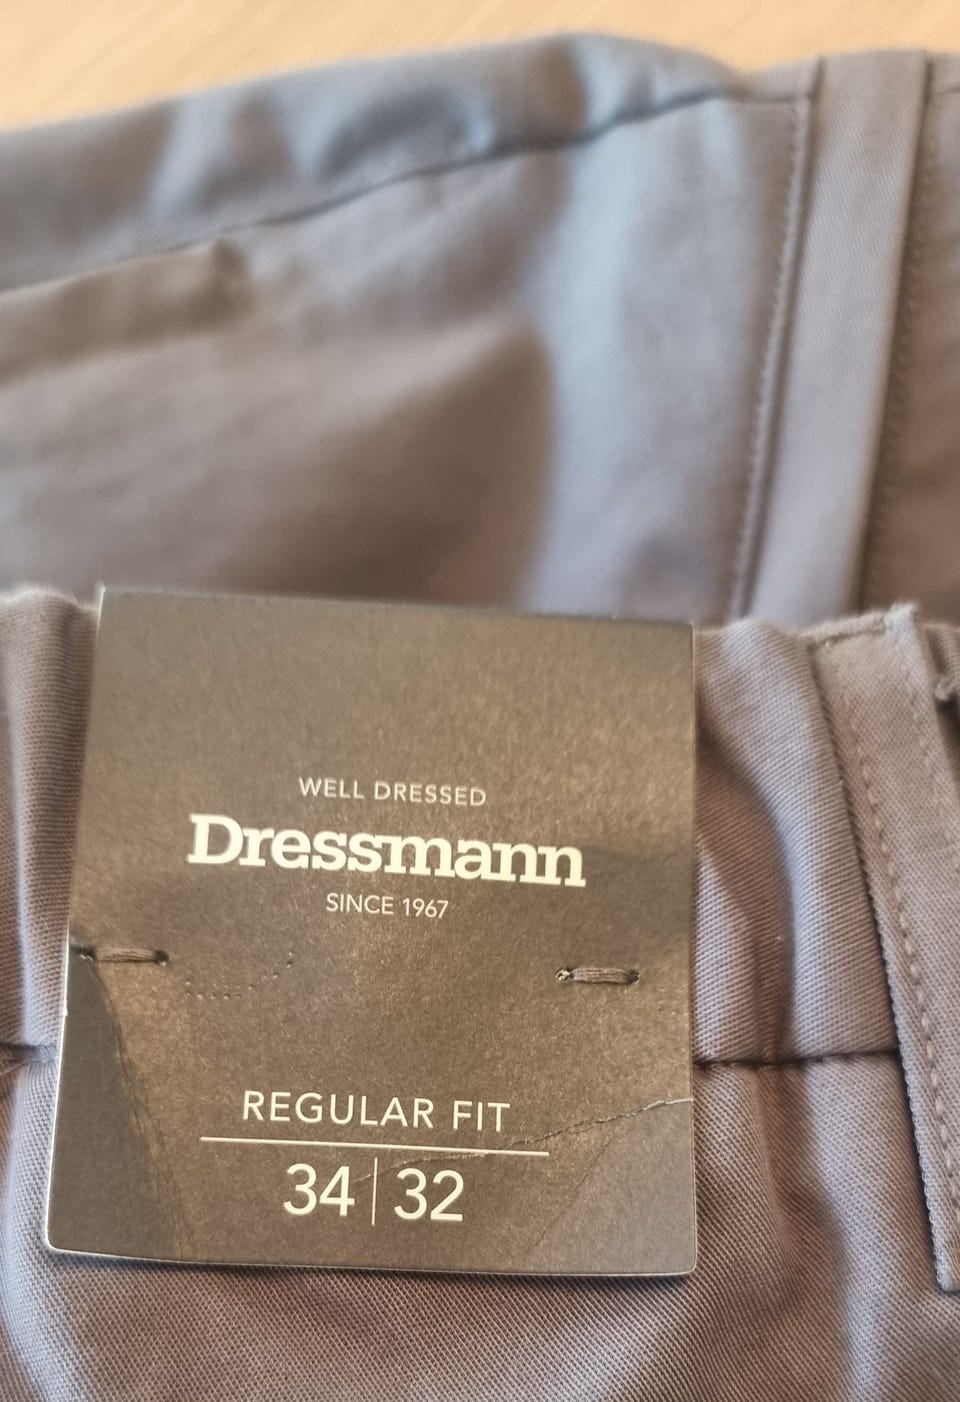 WELL DRESSED
Dressmann
SINCE 1967
REGULAR FIT
34|32